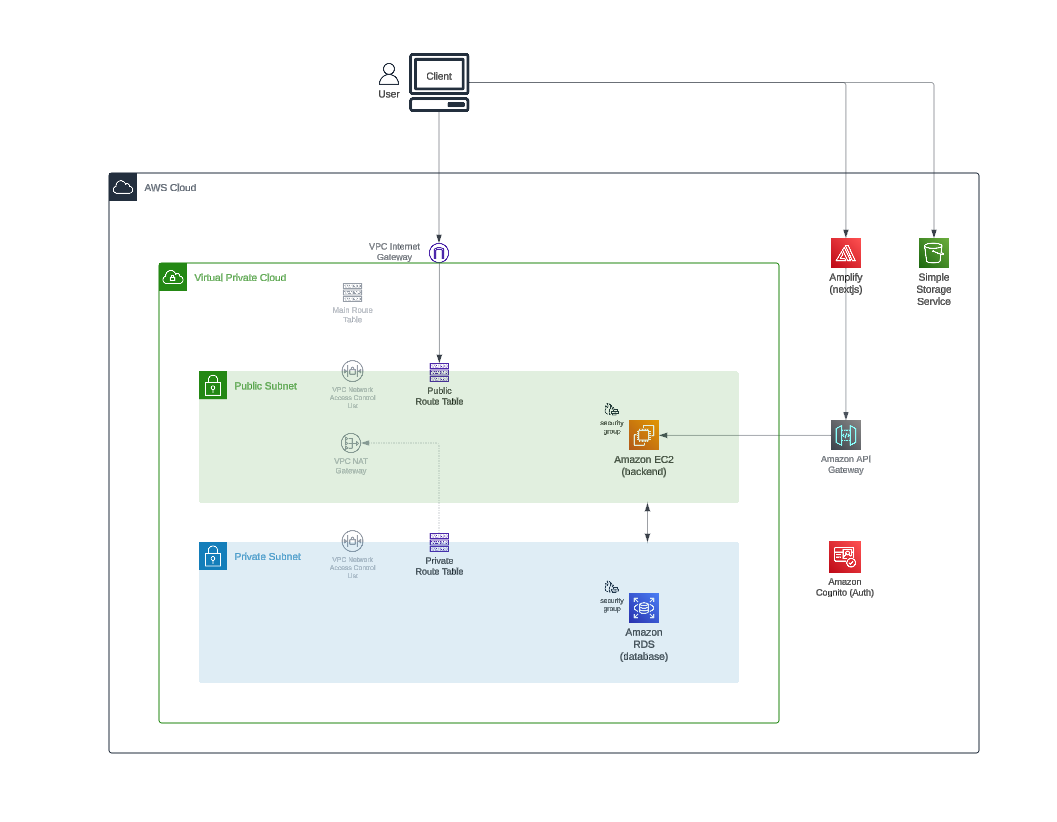 Client
User
AWS Cloud
VPC Internet
Gateway
Virtual Private Cloud
Main Route
Table
Amplify
(nextjs)
Simple
Storage
Service
Public Subnet
VPC Network
Access Control
List
Public
Route Table
security
group
Amazon EC2
(backend)
VPC NAT
Gateway
Amazon API
Gateway
Private Subnet
VPC Network
Access Control
List
Private
Route Table
security
group
Amazon
RDS
(database)
Amazon
Cognito (Auth)